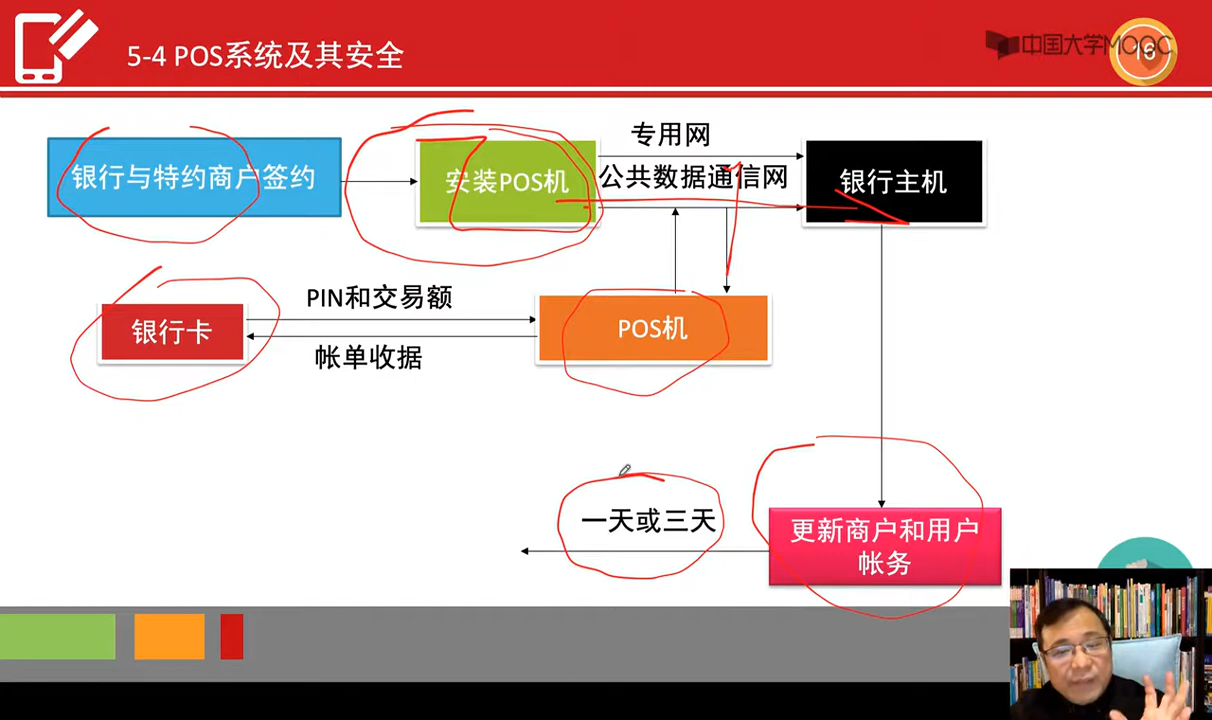 5-4 POS系统及其安全
中国大学MOOC
16
银行与特约商户签约
安装POS机
专用网
公共数据通信网
银行主机
银行卡
PIN和交易额
帐单收据
POS机
一天或三天
更新商户和用户
帐务